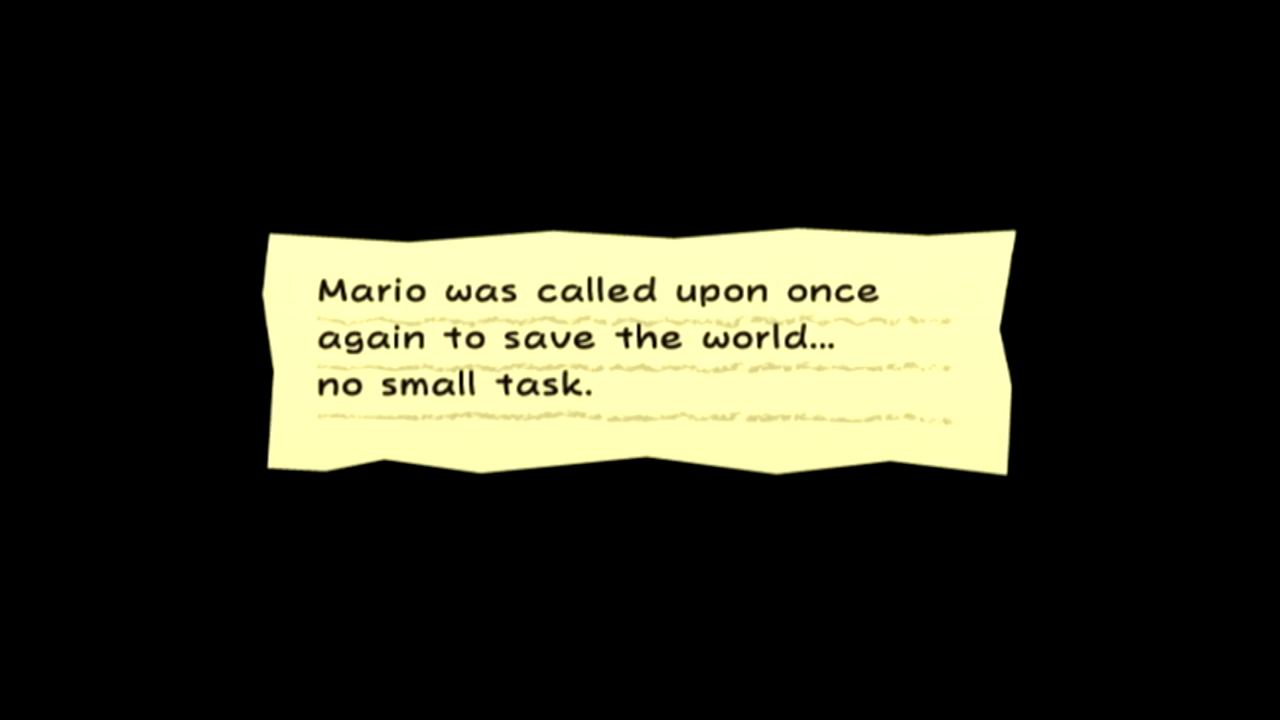 Mario was called upon once
again to save the world...
no small task.